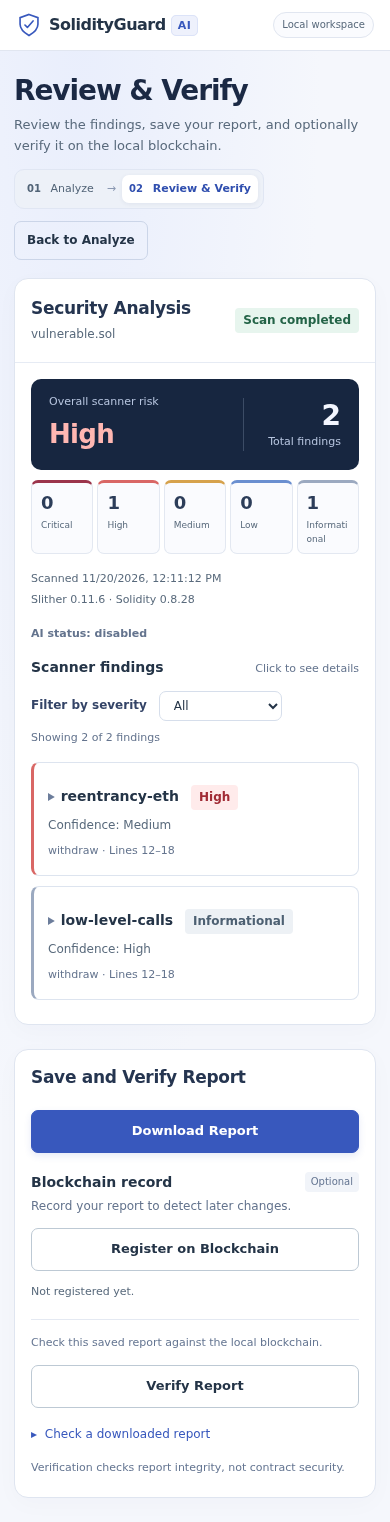 SolidityGuard AI
Local workspace
Review & Verify
Review the findings, save your report, and optionally
verify it on the local blockchain.
01 Analyze → 02 Review & Verify
Back to Analyze
Security Analysis
vulnerable.sol
Scan completed
Overall scanner risk
High
2
Total findings
0
Critical
1
High
0
Medium
0
Low
1
Informati
onal
Scanned 11/20/2026, 12:11:12 PM
Slither 0.11.6 · Solidity 0.8.28
AI status: disabled
Scanner findings
Click to see details
Filter by severity
All
Showing 2 of 2 findings
▸ reentrancy-eth High
Confidence: Medium
withdraw · Lines 12–18
▸ low-level-calls Informational
Confidence: High
withdraw · Lines 12–18
Save and Verify Report
Download Report
Blockchain record
Optional
Record your report to detect later changes.
Register on Blockchain
Not registered yet.
Check this saved report against the local blockchain.
Verify Report
▸ Check a downloaded report
Verification checks report integrity, not contract security.